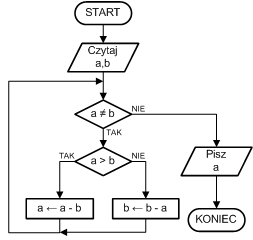 START
Czytaj
a,b
a ≠ b
NIE
TAK
a > b
TAK
NIE
a ← a - b
b ← b - a
Pisz
a
KONIEC